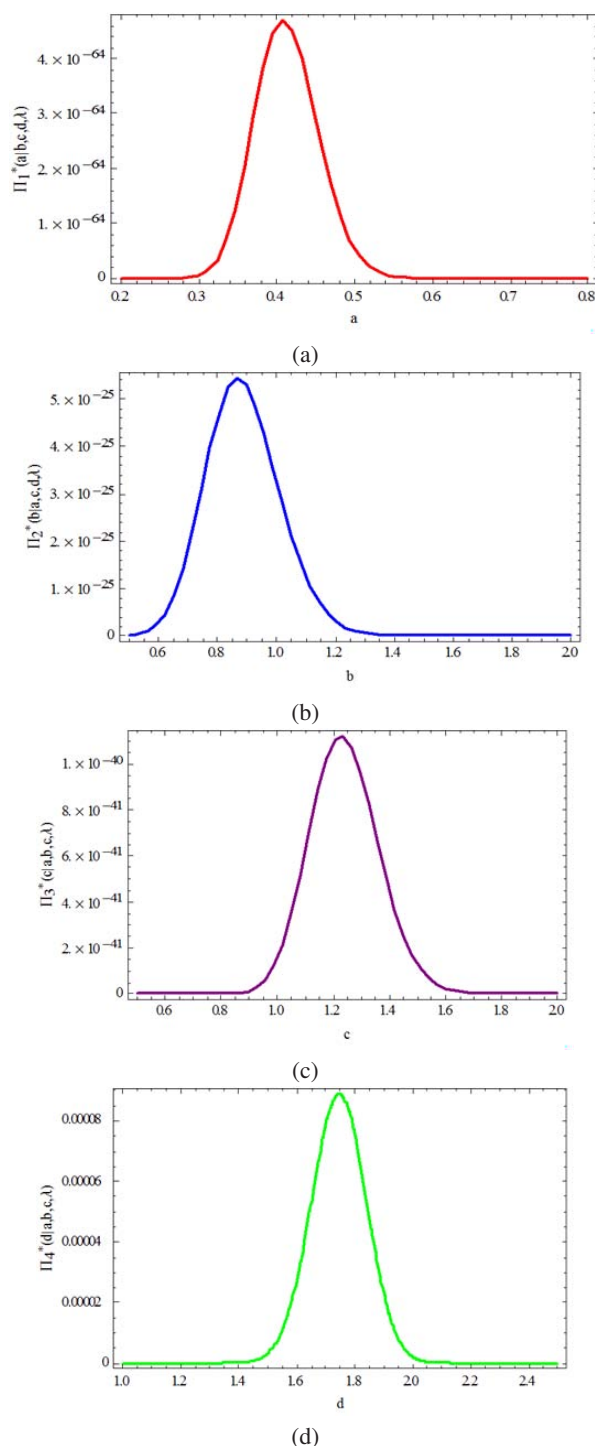 4.×10⁻⁶⁴
3.×10⁻⁶⁴
2.×10⁻⁶⁴
1.×10⁻⁶⁴
0
Π₁*(a|b,c,d,λ)
0.2 0.3 0.4 0.5 0.6 0.7 0.8
a
(a)
5.×10⁻²⁵
4.×10⁻²⁵
3.×10⁻²⁵
2.×10⁻²⁵
1.×10⁻²⁵
0
Π₂*(b|a,c,d,λ)
0.6 0.8 1.0 1.2 1.4 1.6 1.8 2.0
b
(b)
1.×10⁻⁴⁰
8.×10⁻⁴¹
6.×10⁻⁴¹
4.×10⁻⁴¹
2.×10⁻⁴¹
0
Π₃*(c|a,b,c,λ)
0.6 0.8 1.0 1.2 1.4 1.6 1.8 2.0
c
(c)
0.00008
0.00006
0.00004
0.00002
0
Π₄*(d|a,b,c,λ)
1.0 1.2 1.4 1.6 1.8 2.0 2.2 2.4
d
(d)